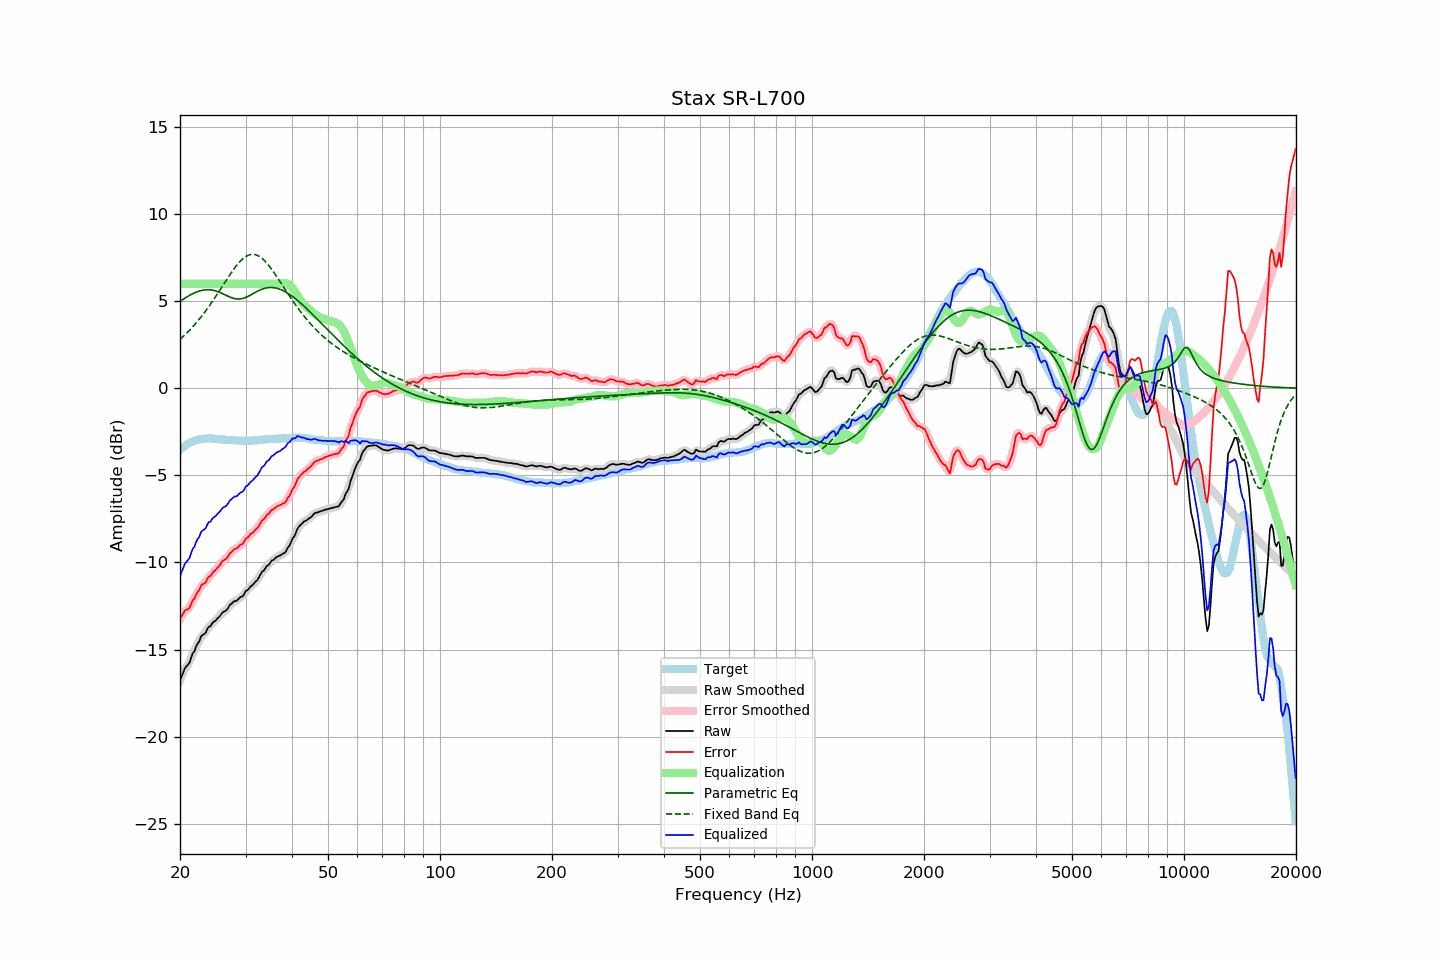 Stax SR-L700
15
10
5
0
−5
−10
−15
−20
−25
Amplitude (dBr)
Target
Raw Smoothed
Error Smoothed
Raw
Error
Equalization
Parametric Eq
Fixed Band Eq
Equalized
20 50 100 200 500 1000 2000 5000 10000 20000
Frequency (Hz)